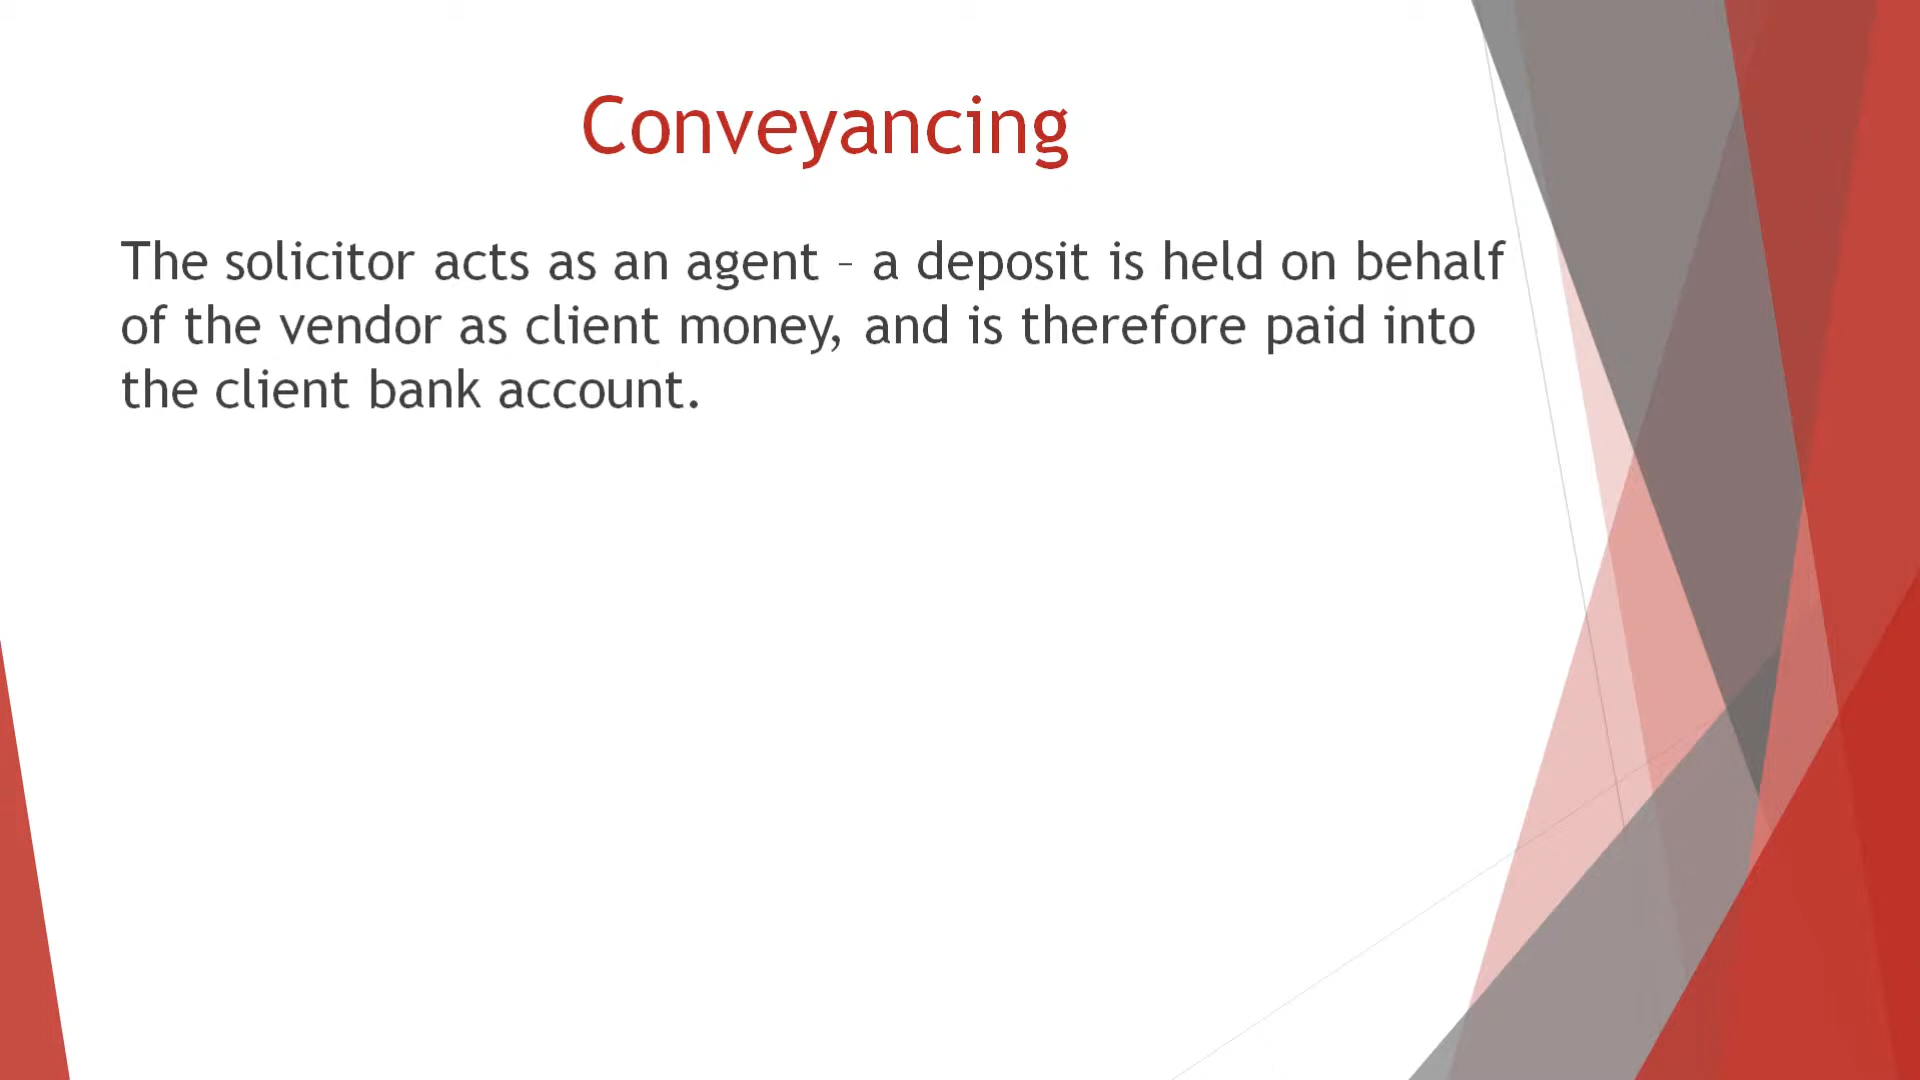 Conveyancing
The solicitor acts as an agent – a deposit is held on behalf
of the vendor as client money, and is therefore paid into
the client bank account.